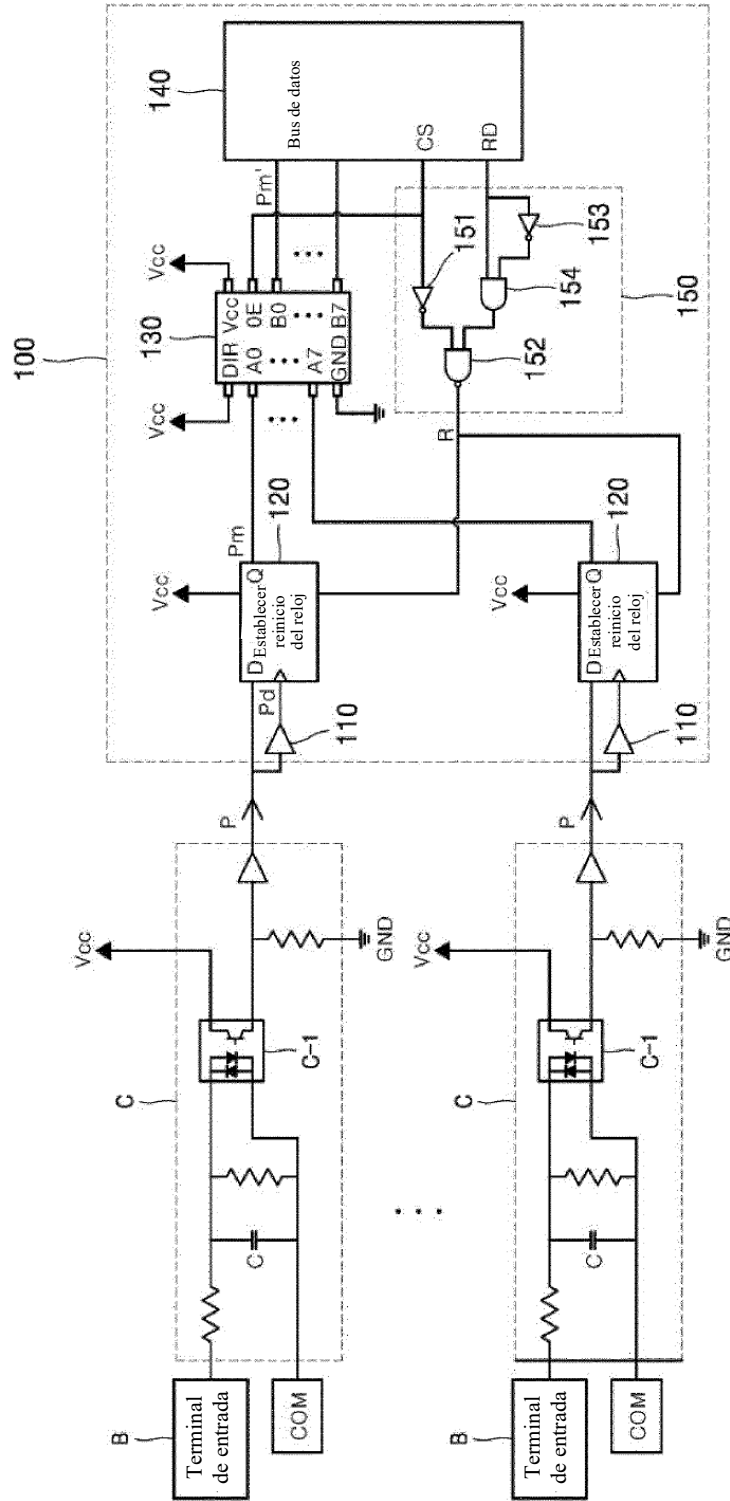 100
Vcc
Vcc
130
DIR
Vcc
A0
0E
B0
A7
B7
GND
Pm'
140
Bus de datos
CS
RD
151
152
153
154
150
R
Vcc
Pm
120
D
Establecer
Q
reinicio
del reloj
Pd
110
P
Vcc
GND
C-1
C
C
B
Terminal
de entrada
COM
Vcc
120
D
Establecer
Q
reinicio
del reloj
110
P
Vcc
GND
C-1
C
C
B
Terminal
de entrada
COM